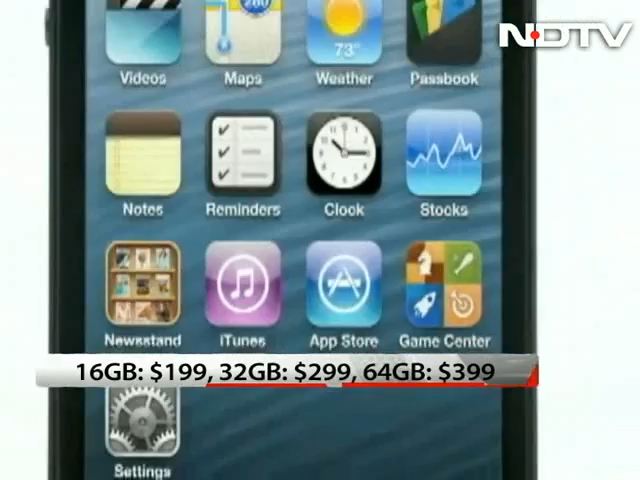 NDTV
280
73°
Videos Maps Weather Passbook
Notes Reminders Clock Stocks
Newsstand iTunes App Store Game Center
16GB: $199, 32GB: $299, 64GB: $399
Settings